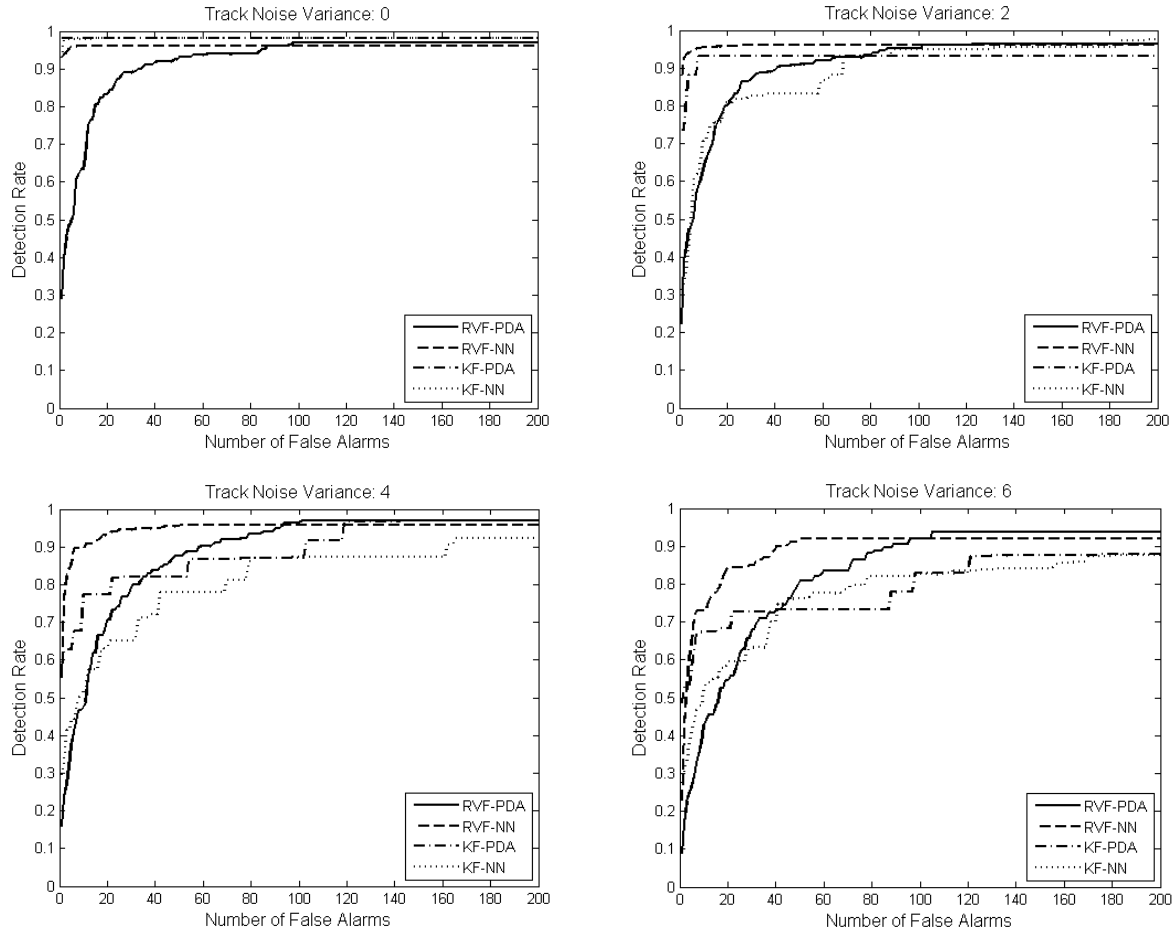 Track Noise Variance: 0
1
0.9
0.8
0.7
0.6
0.5
0.4
0.3
0.2
0.1
0
Detection Rate
0 20 40 60 80 100 120 140 160 180 200
Number of False Alarms
RVF-PDA
RVF-NN
KF-PDA
KF-NN
Track Noise Variance: 2
1
0.9
0.8
0.7
0.6
0.5
0.4
0.3
0.2
0.1
0
Detection Rate
0 20 40 60 80 100 120 140 160 180 200
Number of False Alarms
RVF-PDA
RVF-NN
KF-PDA
KF-NN
Track Noise Variance: 4
1
0.9
0.8
0.7
0.6
0.5
0.4
0.3
0.2
0.1
0
Detection Rate
0 20 40 60 80 100 120 140 160 180 200
Number of False Alarms
RVF-PDA
RVF-NN
KF-PDA
KF-NN
Track Noise Variance: 6
1
0.9
0.8
0.7
0.6
0.5
0.4
0.3
0.2
0.1
0
Detection Rate
0 20 40 60 80 100 120 140 160 180 200
Number of False Alarms
RVF-PDA
RVF-NN
KF-PDA
KF-NN